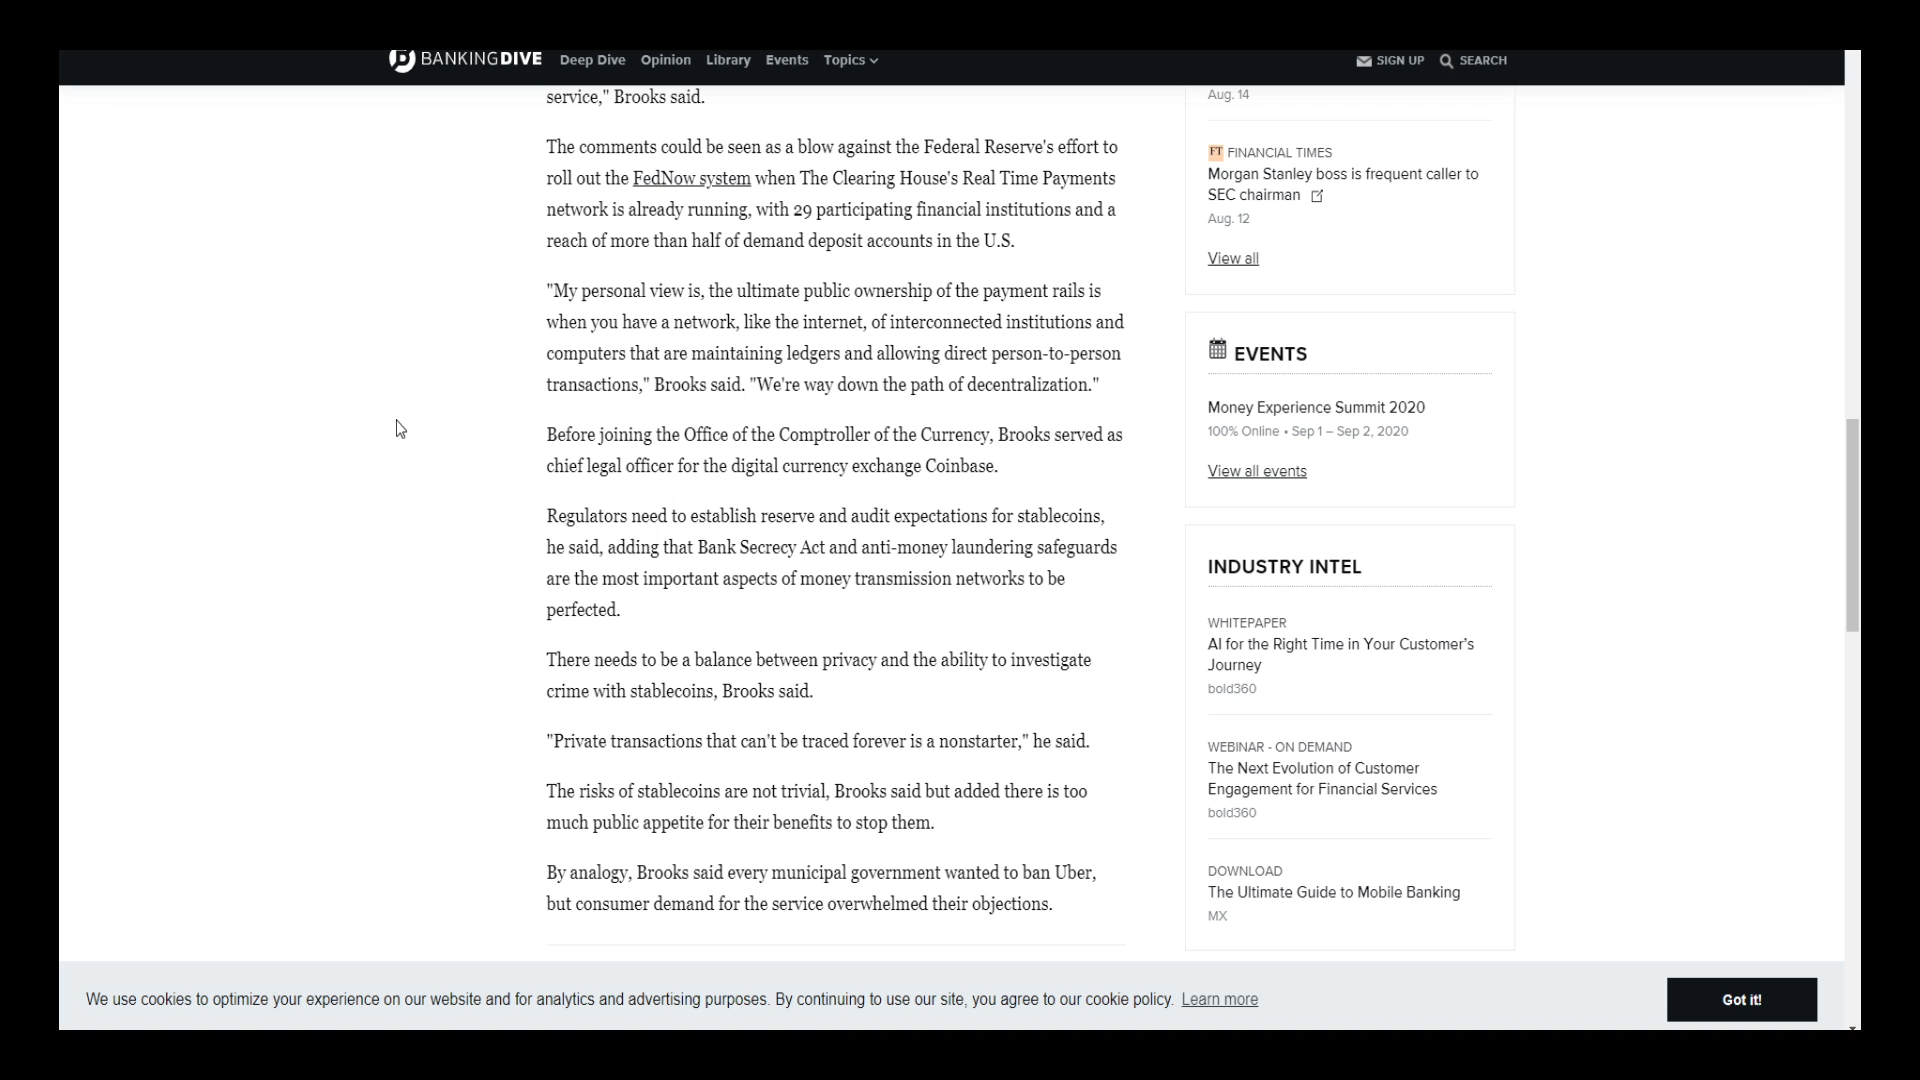 BANKINGDIVE Deep Dive Opinion Library Events Topics SIGN UP SEARCH
service," Brooks said.
The comments could be seen as a blow against the Federal Reserve's effort to
roll out the FedNow system when The Clearing House's Real Time Payments
network is already running, with 29 participating financial institutions and a
reach of more than half of demand deposit accounts in the U.S.
"My personal view is, the ultimate public ownership of the payment rails is
when you have a network, like the internet, of interconnected institutions and
computers that are maintaining ledgers and allowing direct person-to-person
transactions," Brooks said. "We're way down the path of decentralization."
Before joining the Office of the Comptroller of the Currency, Brooks served as
chief legal officer for the digital currency exchange Coinbase.
Regulators need to establish reserve and audit expectations for stablecoins,
he said, adding that Bank Secrecy Act and anti-money laundering safeguards
are the most important aspects of money transmission networks to be
perfected.
There needs to be a balance between privacy and the ability to investigate
crime with stablecoins, Brooks said.
"Private transactions that can't be traced forever is a nonstarter," he said.
The risks of stablecoins are not trivial, Brooks said but added there is too
much public appetite for their benefits to stop them.
By analogy, Brooks said every municipal government wanted to ban Uber,
but consumer demand for the service overwhelmed their objections.
Aug. 14
FT FINANCIAL TIMES
Morgan Stanley boss is frequent caller to
SEC chairman
Aug. 12
View all
EVENTS
Money Experience Summit 2020
100% Online • Sep 1 – Sep 2, 2020
View all events
INDUSTRY INTEL
WHITEPAPER
AI for the Right Time in Your Customer’s
Journey
bold360
WEBINAR - ON DEMAND
The Next Evolution of Customer
Engagement for Financial Services
bold360
DOWNLOAD
The Ultimate Guide to Mobile Banking
MX
We use cookies to optimize your experience on our website and for analytics and advertising purposes. By continuing to use our site, you agree to our cookie policy. Learn more
Got it!